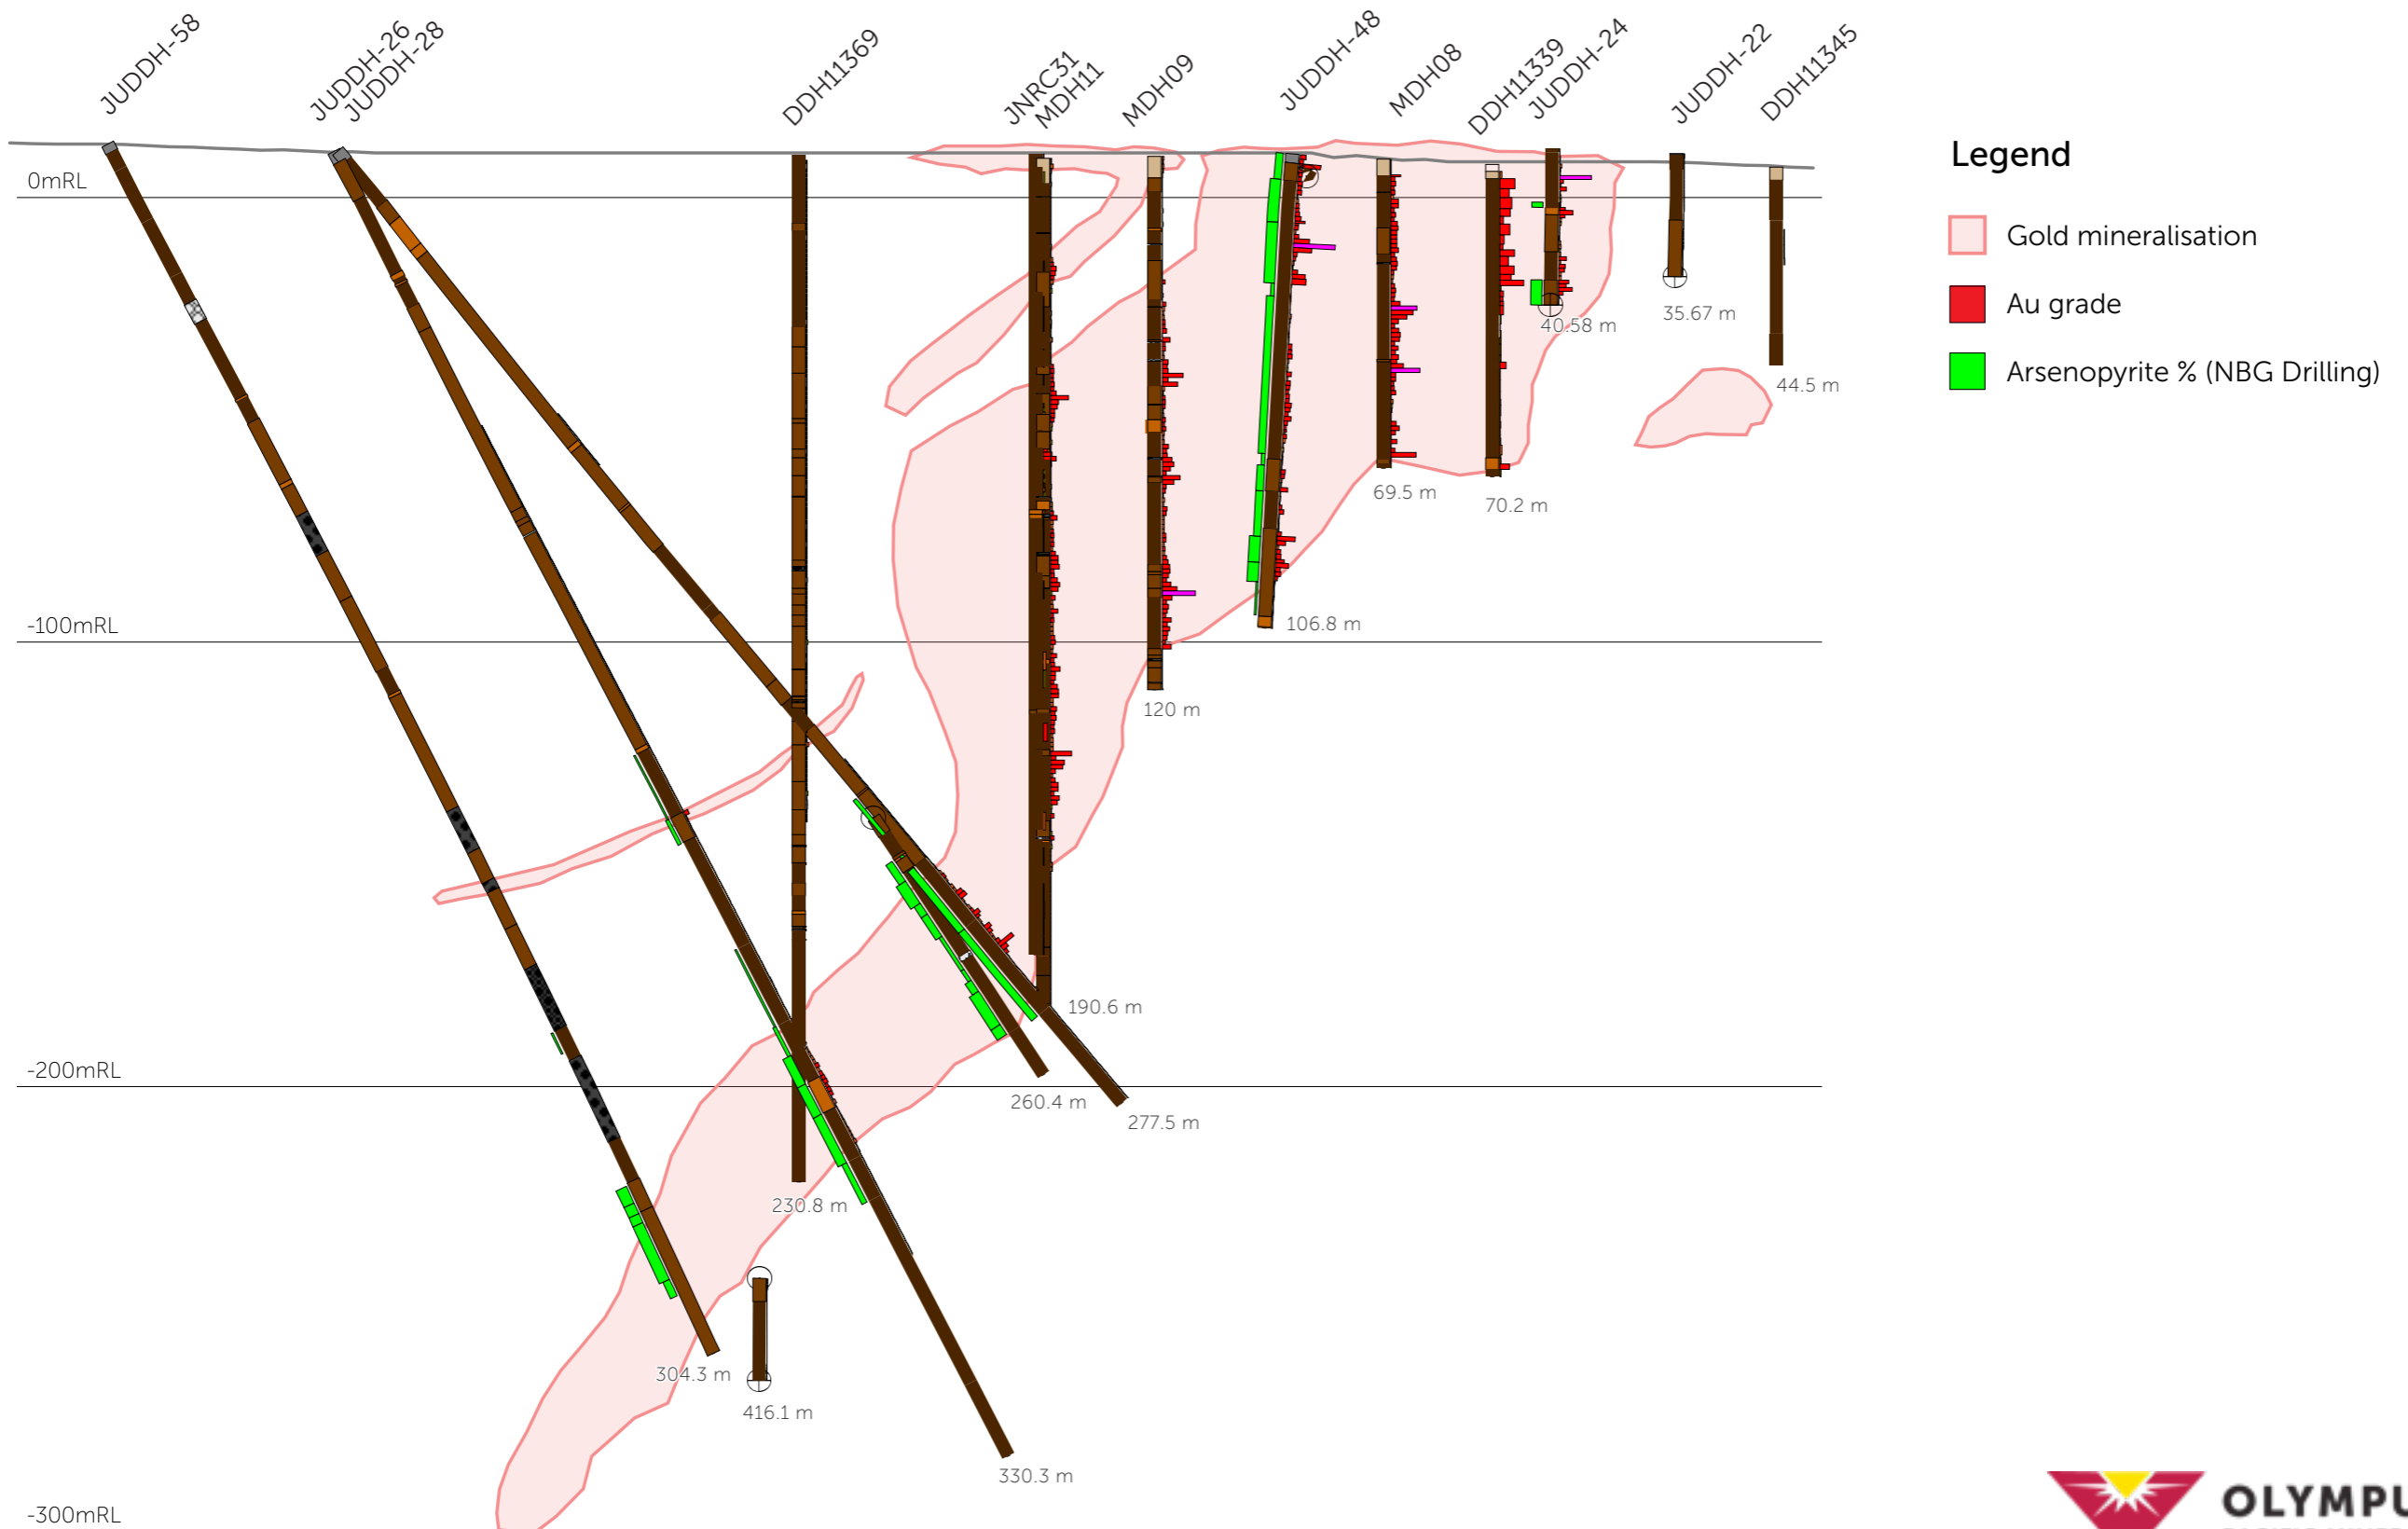 JUDDH-58
JUDDH-26
JUDDH-28
DDH11369
JNRC31
MDH11
MDH09
JUDDH-48
MDH08
DDH11339
JUDDH-24
JUDDH-22
DDH11345
Legend
Gold mineralisation
Au grade
Arsenopyrite % (NBG Drilling)
0mRL
35.67 m
40.58 m
44.5 m
69.5 m
70.2 m
106.8 m
-100mRL
120 m
190.6 m
-200mRL
260.4 m
277.5 m
230.8 m
304.3 m
416.1 m
330.3 m
-300mRL
OLYMPU